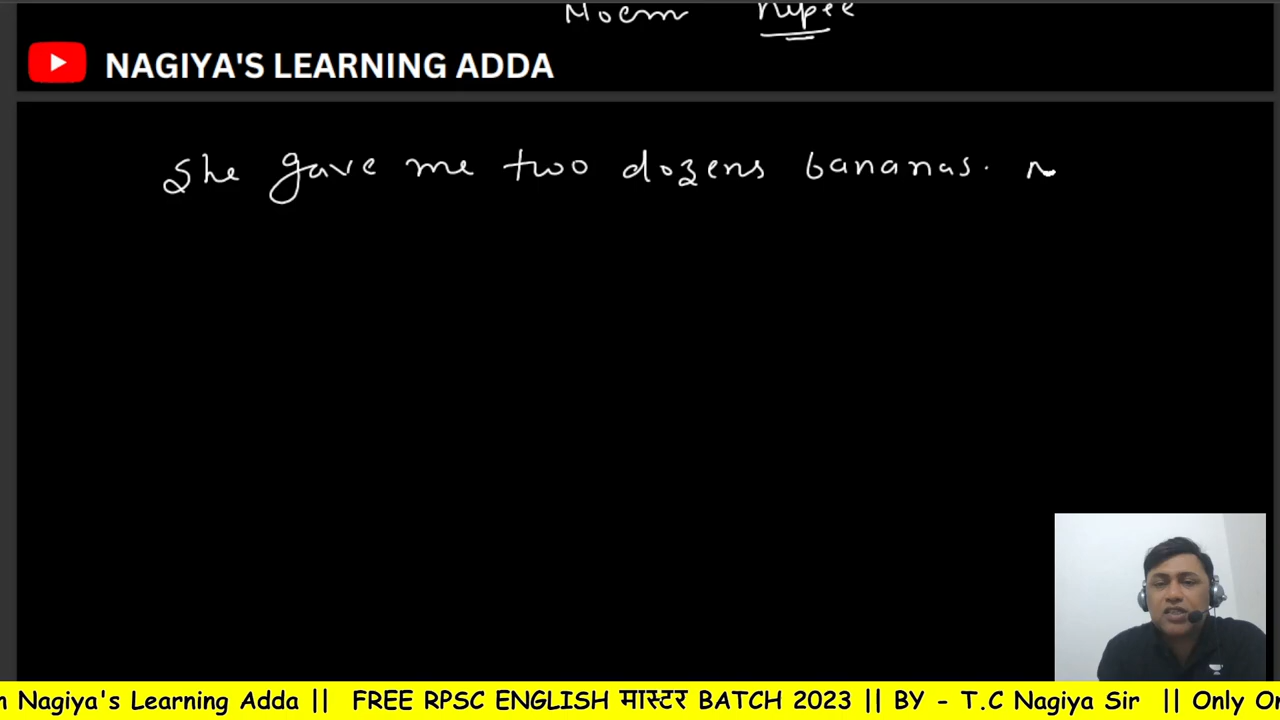 NAGIYA'S LEARNING ADDA
She gave me two dozens bananas.
Nagiya's Learning Adda || FREE RPSC ENGLISH मास्टर BATCH 2023 || BY - T.C Nagiya Sir || Only